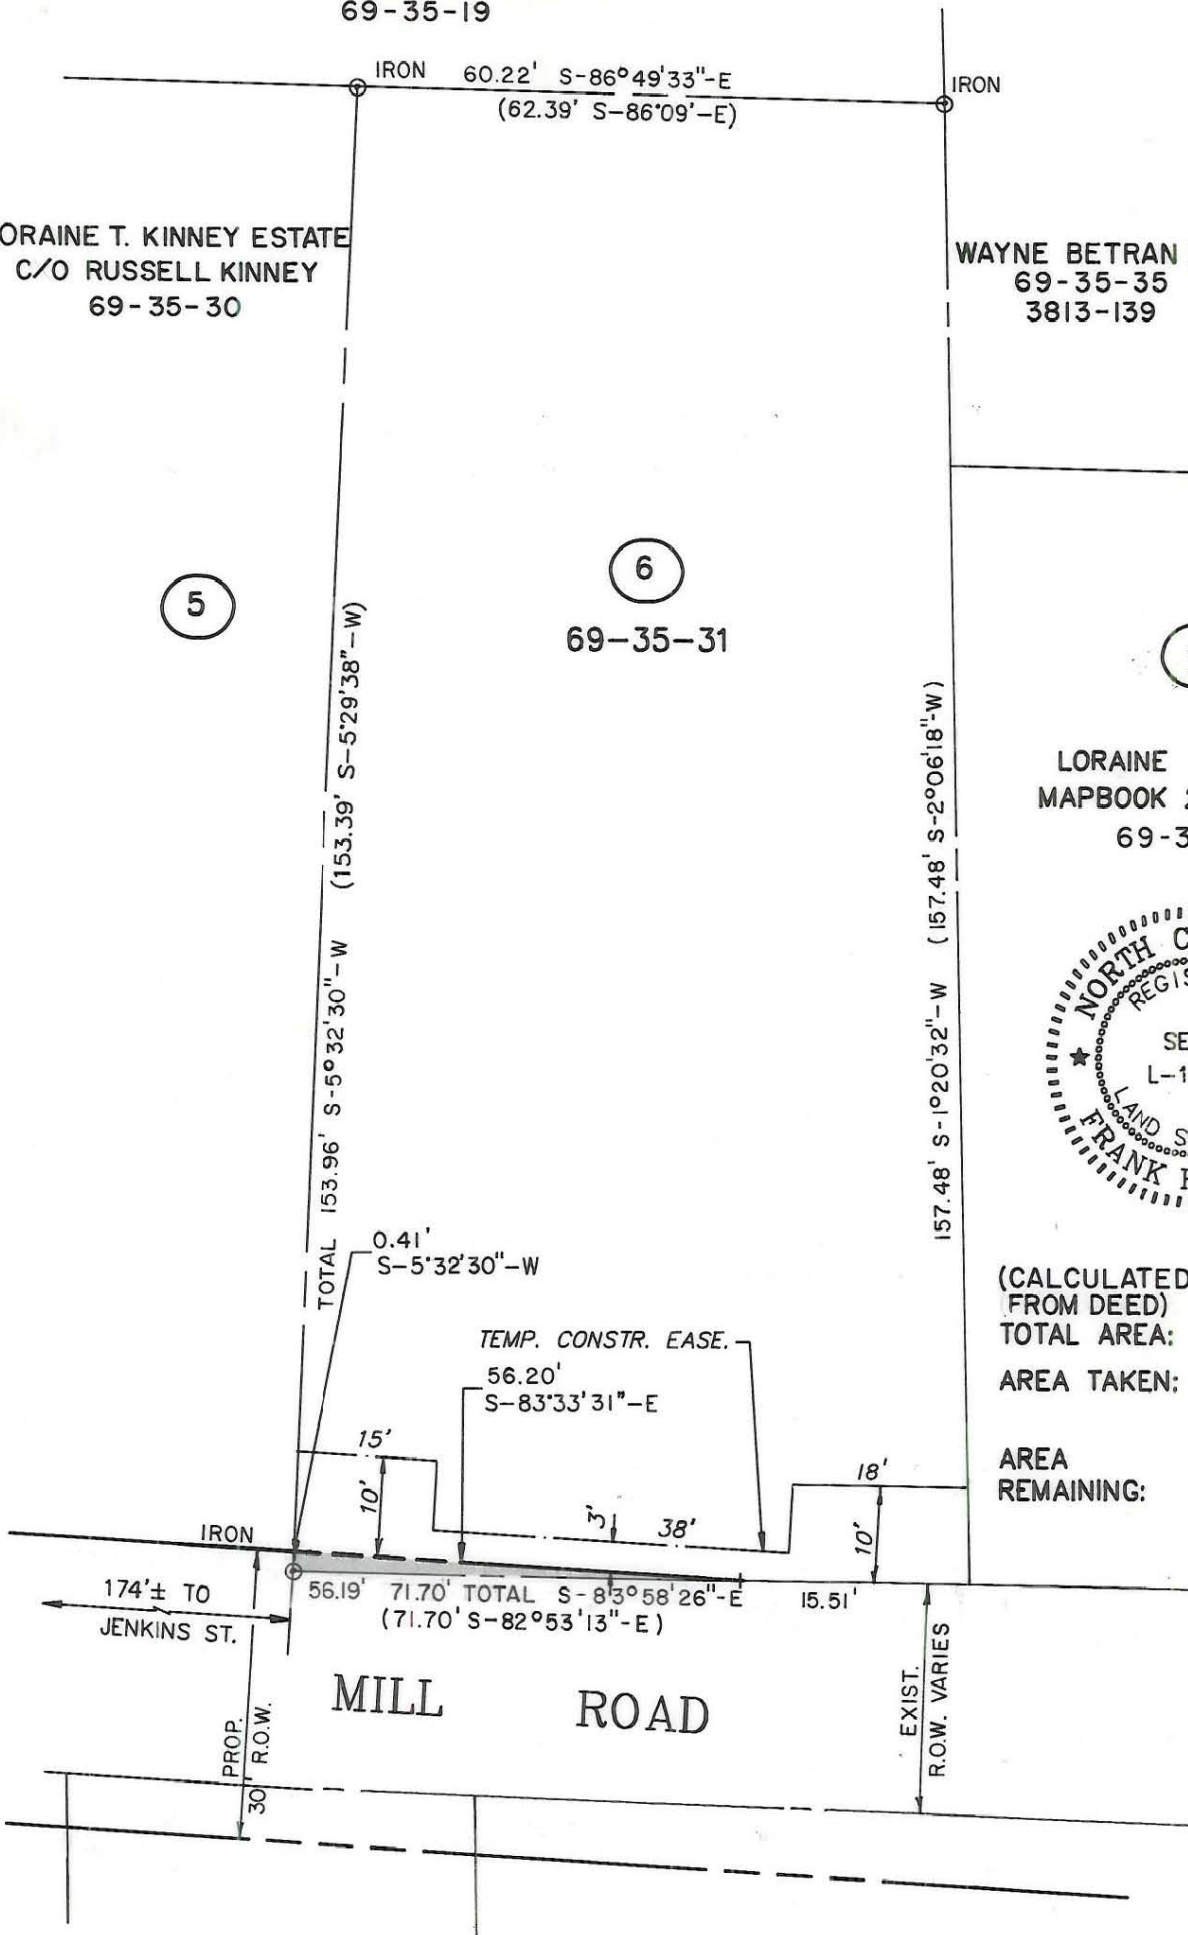 69-35-19
IRON 60.22' S-86°49'33"-E
(62.39' S-86°09'-E)
IRON
ORAINE T. KINNEY ESTATE
C/O RUSSELL KINNEY
69-35-30
WAYNE BETRAN
69-35-35
3813-139
5
6
69-35-31
TOTAL 153.96' S-5°32'30"-W (153.39' S-5°29'38"-W)
157.48' S-1°20'32"-W (157.48' S-2°06'18"-W)
LORAINE
MAPBOOK
69-3
NORTH C
REGIS
SE
L-1
LAND S
FRANK
0.41'
S-5°32'30"-W
(CALCULATED
FROM DEED)
TOTAL AREA:
AREA TAKEN:
AREA
REMAINING:
TEMP. CONSTR. EASE.
56.20'
S-83°33'31"-E
15'
10'
3'
38'
18'
10'
IRON
174'± TO
JENKINS ST.
56.19' 71.70' TOTAL S-83°58'26"-E 15.51'
(71.70' S-82°53'13"-E)
MILL ROAD
PROP.
30' R.O.W.
EXIST.
R.O.W. VARIES